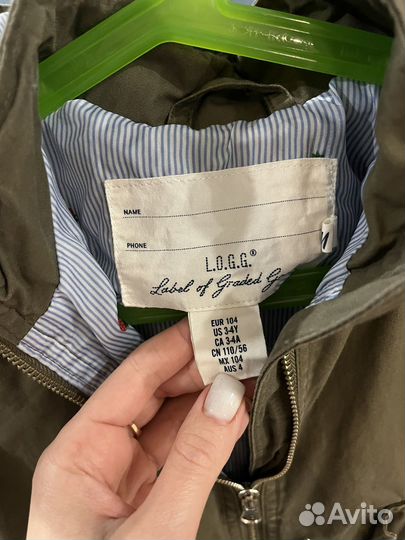 NAME
PHONE
L.O.G.G.®
Label of Graded
EUR 104
US 3-4Y
CA 3-4A
CN 110/56
MX 104
AUS 4
Avito